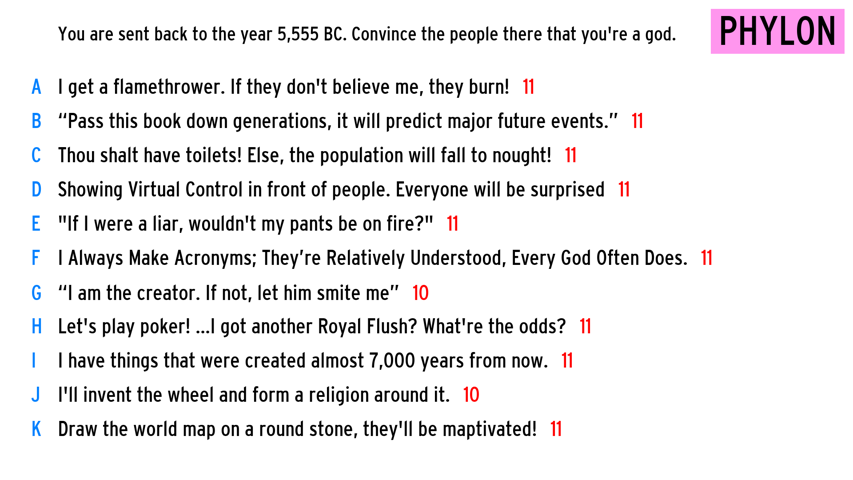 You are sent back to the year 5,555 BC. Convince the people there that you're a god.
PHYLON
A I get a flamethrower. If they don't believe me, they burn! 11
B “Pass this book down generations, it will predict major future events.” 11
C Thou shalt have toilets! Else, the population will fall to nought! 11
D Showing Virtual Control in front of people. Everyone will be surprised 11
E "If I were a liar, wouldn't my pants be on fire?" 11
F I Always Make Acronyms; They’re Relatively Understood, Every God Often Does. 11
G “I am the creator. If not, let him smite me” 10
H Let's play poker! ...I got another Royal Flush? What're the odds? 11
I I have things that were created almost 7,000 years from now. 11
J I'll invent the wheel and form a religion around it. 10
K Draw the world map on a round stone, they'll be maptivated! 11